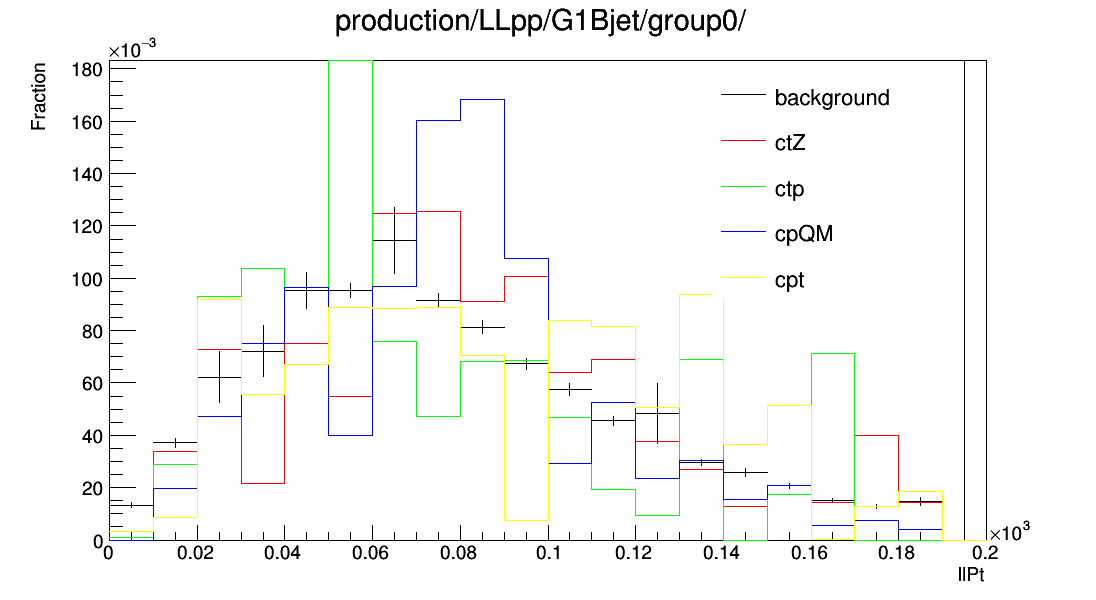 production/LLpp/G1Bjet/group0/
×10⁻³
Fraction
180
160
140
120
100
80
60
40
20
0
background
ctZ
ctp
cpQM
cpt
0 0.02 0.04 0.06 0.08 0.1 0.12 0.14 0.16 0.18 0.2
×10³
llPt